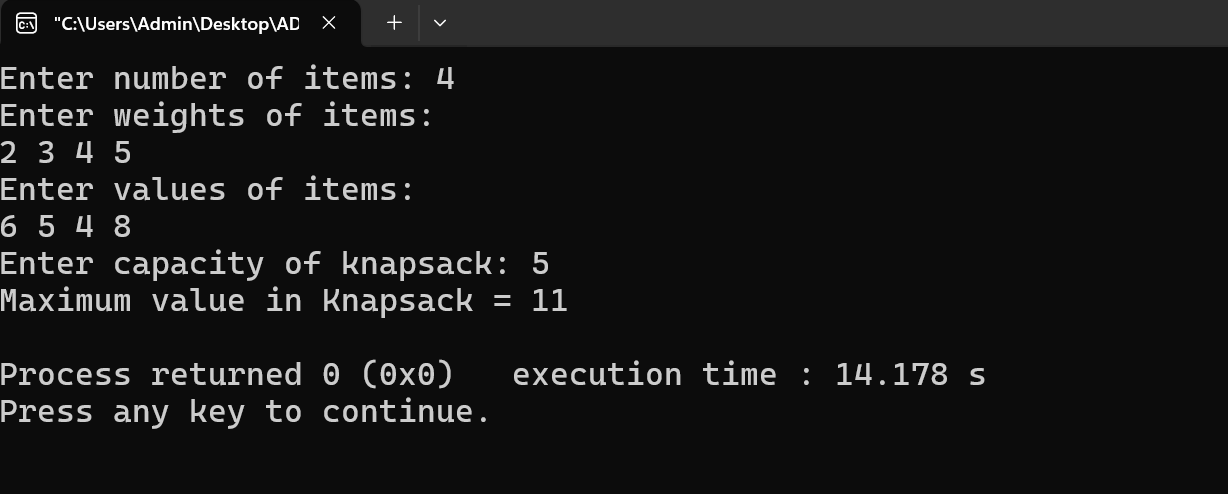 "C:\Users\Admin\Desktop\AD
Enter number of items: 4
Enter weights of items:
2 3 4 5
Enter values of items:
6 5 4 8
Enter capacity of knapsack: 5
Maximum value in Knapsack = 11
Process returned 0 (0x0)   execution time : 14.178 s
Press any key to continue.